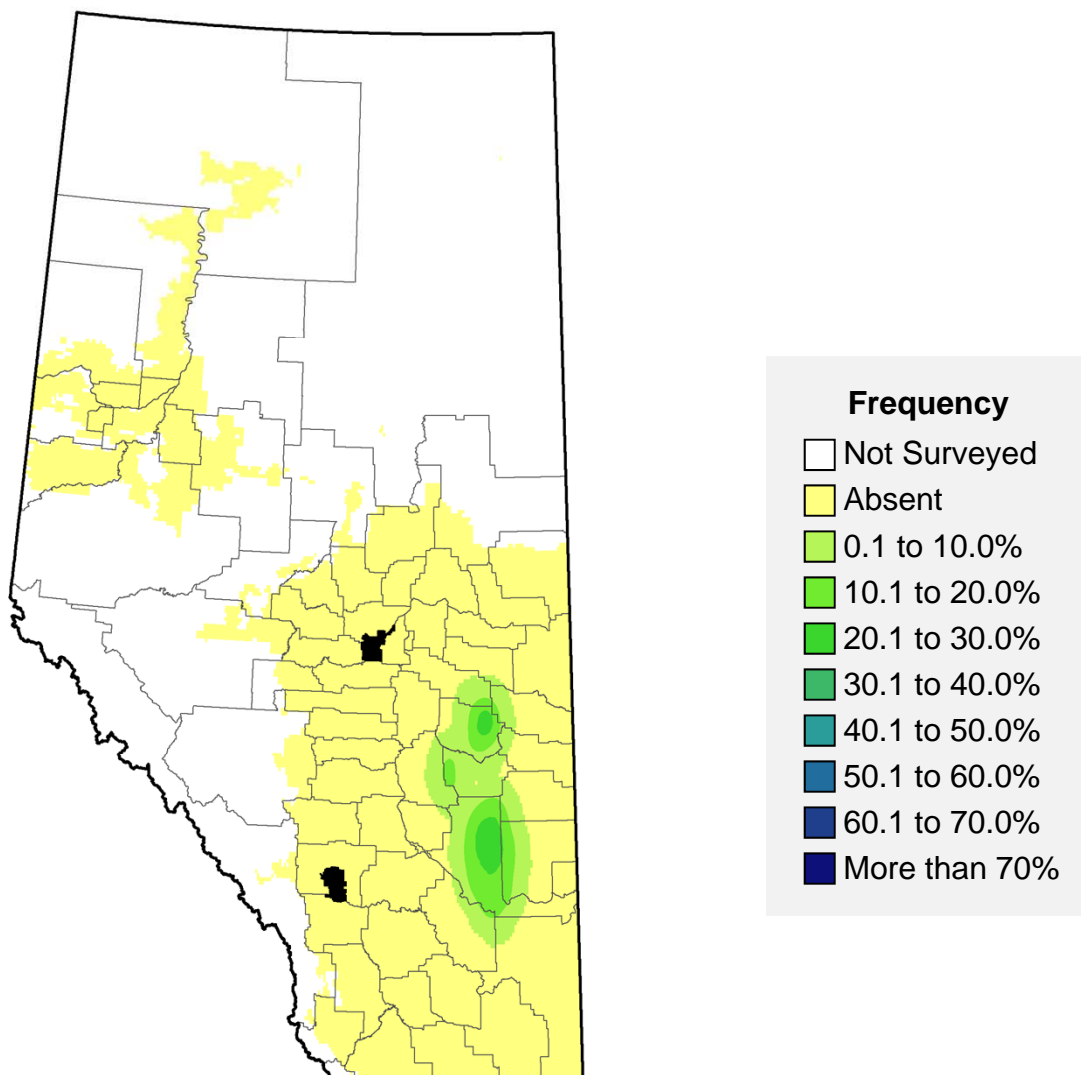 Frequency
Not Surveyed
Absent
0.1 to 10.0%
10.1 to 20.0%
20.1 to 30.0%
30.1 to 40.0%
40.1 to 50.0%
50.1 to 60.0%
60.1 to 70.0%
More than 70%